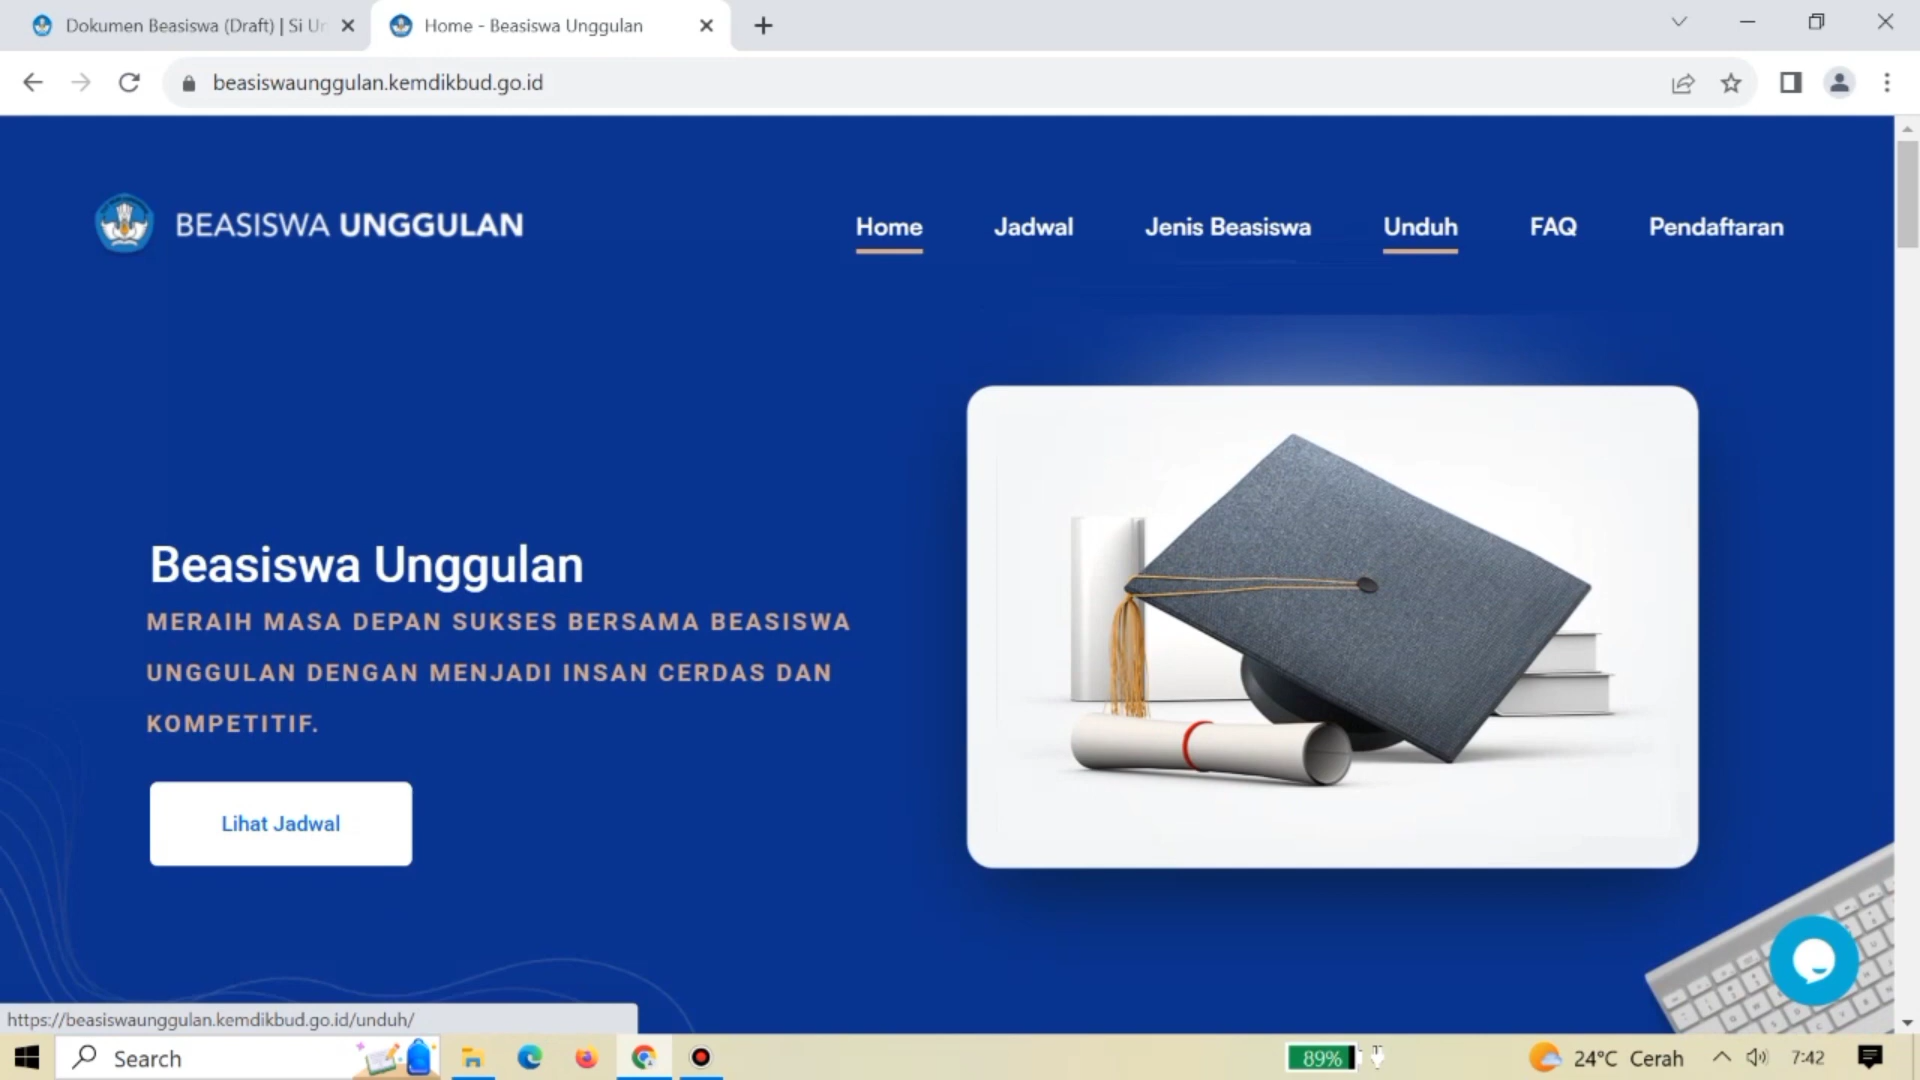 Dokumen Beasiswa (Draft) | Si Un
Home - Beasiswa Unggulan
beasiswaunggulan.kemdikbud.go.id
BEASISWA UNGGULAN
Home
Jadwal
Jenis Beasiswa
Unduh
FAQ
Pendaftaran
Beasiswa Unggulan
MERAIH MASA DEPAN SUKSES BERSAMA BEASISWA
UNGGULAN DENGAN MENJADI INSAN CERDAS DAN
KOMPETITIF.
Lihat Jadwal
https://beasiswaunggulan.kemdikbud.go.id/unduh/
Search
89%
24°C Cerah
7:42